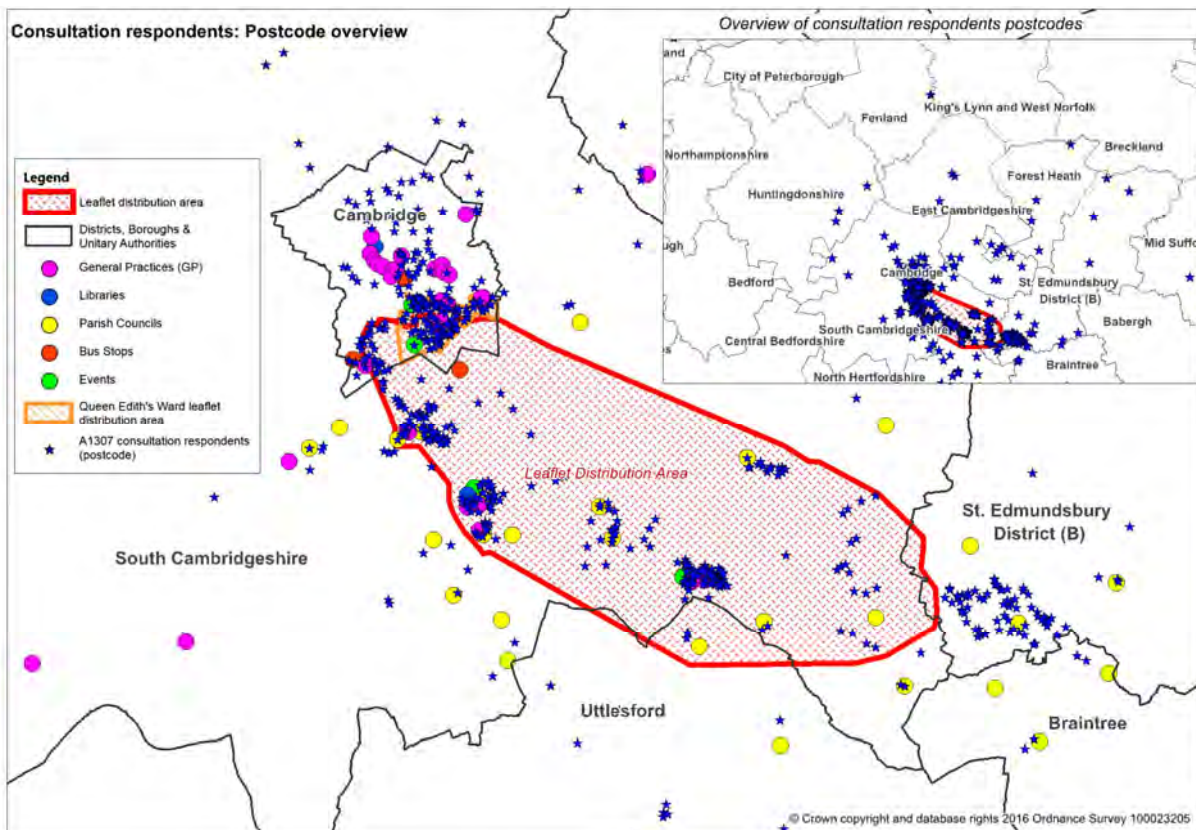 Consultation respondents: Postcode overview
Overview of consultation respondents postcodes
City of Peterborough
King's Lynn and West Norfolk
Fenland
Breckland
Northamptonshire
Forest Heath
Huntingdonshire
East Cambridgeshire
Mid Suffo
Cambridge
Bedford
St. Edmundsbury
District (B)
Babergh
South Cambridgeshire
Central Bedfordshire
Braintree
North Hertfordshire
Legend
Leaflet distribution area
Districts, Boroughs &
Unitary Authorities
General Practices (GP)
Libraries
Parish Councils
Bus Stops
Events
Queen Edith's Ward leaflet
distribution area
A1307 consultation respondents
(postcode)
Cambridge
Leaflet Distribution Area
St. Edmundsbury
District (B)
South Cambridgeshire
Uttlesford
Braintree
© Crown copyright and database rights 2016 Ordnance Survey 100023205